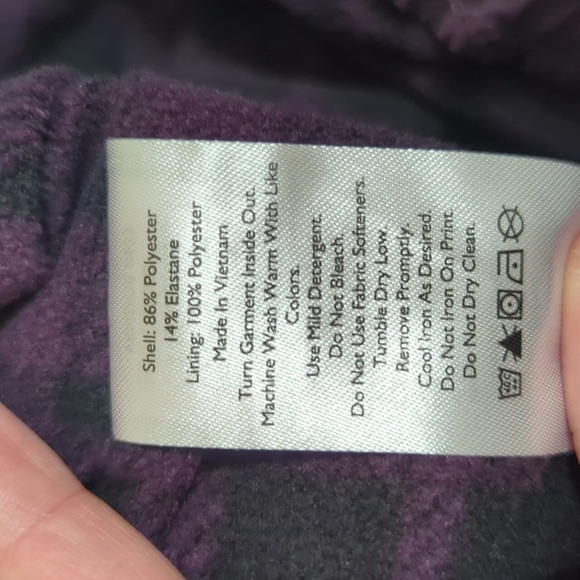 Shell: 86% Polyester
14% Elastane
Lining: 100% Polyester
Made In Vietnam
Turn Garment Inside Out.
Machine Wash Warm With Like
Colors.
Use Mild Detergent.
Do Not Bleach.
Do Not Use Fabric Softeners.
Tumble Dry Low.
Remove Promptly.
Cool Iron As Desired.
Do Not Iron On Print
Do Not Dry Clean.